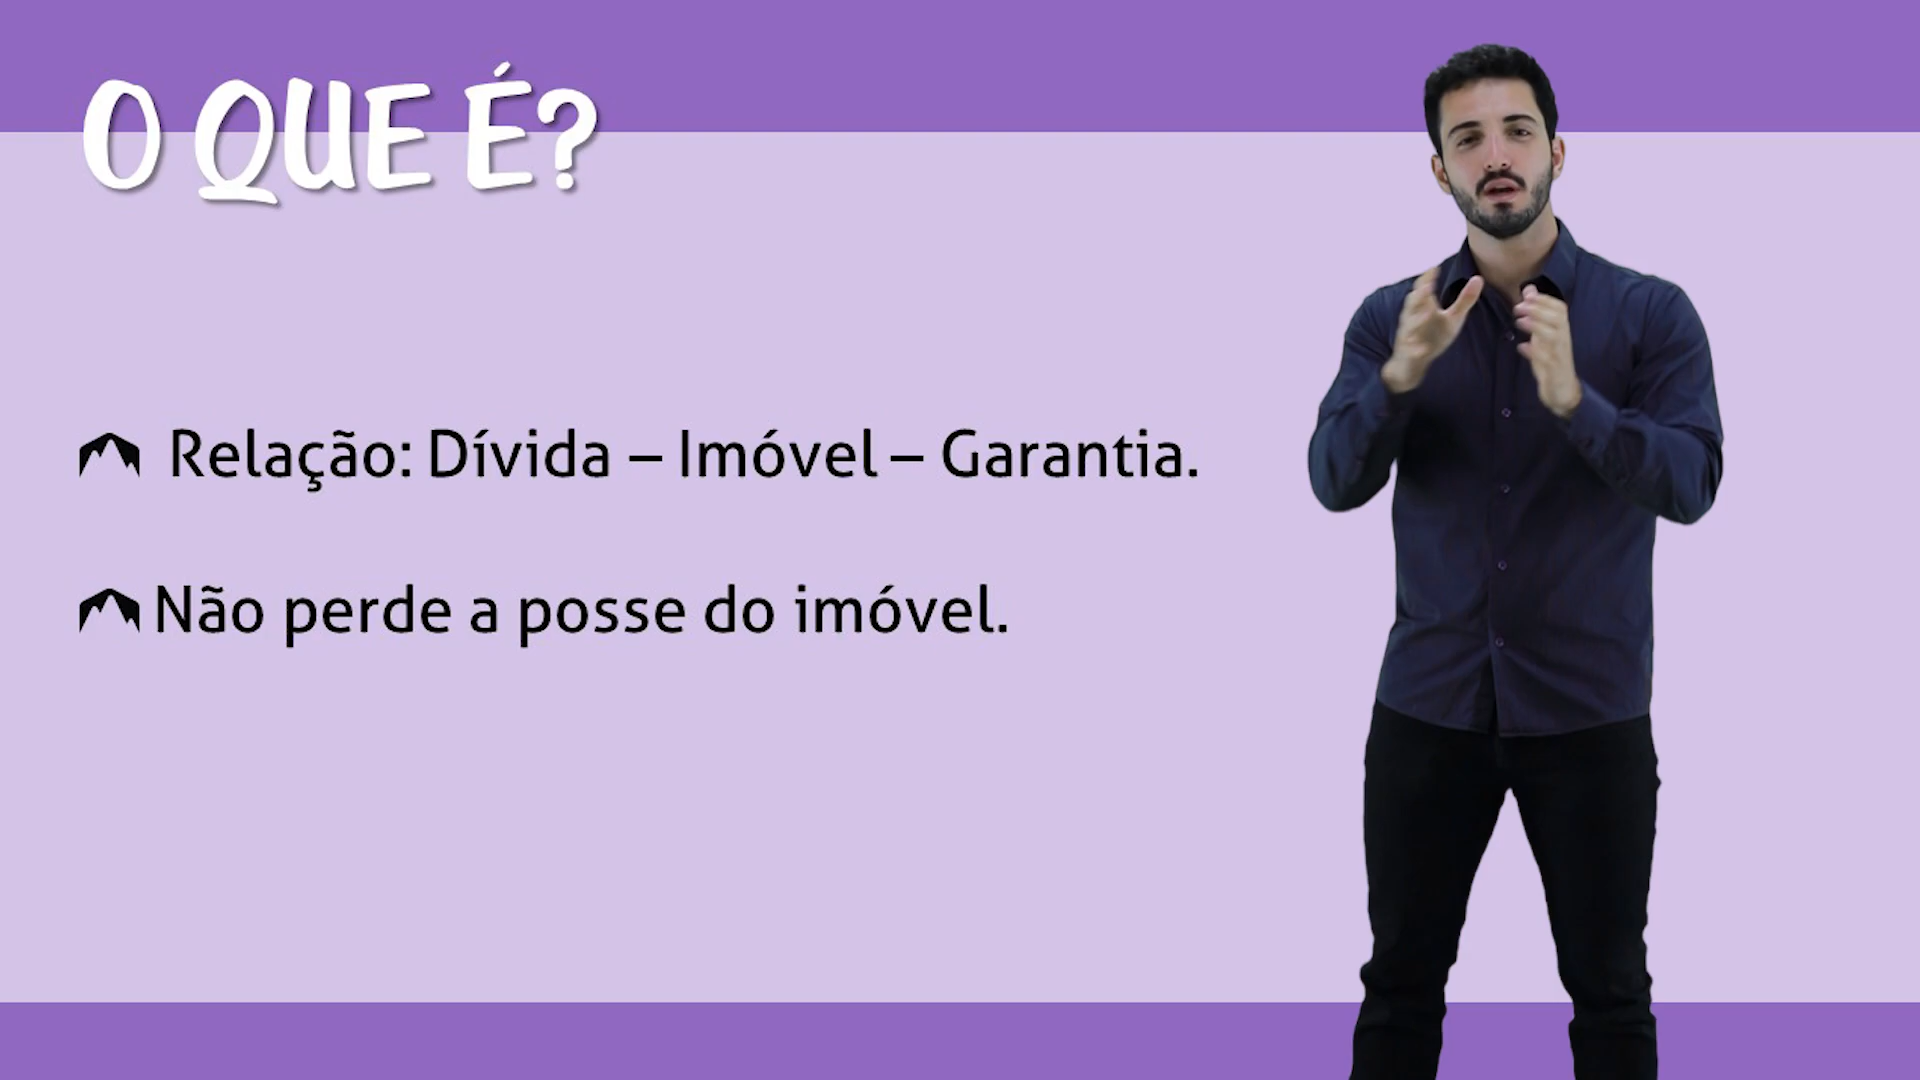 O QUE É?
Relação: Dívida – Imóvel – Garantia.
Não perde a posse do imóvel.